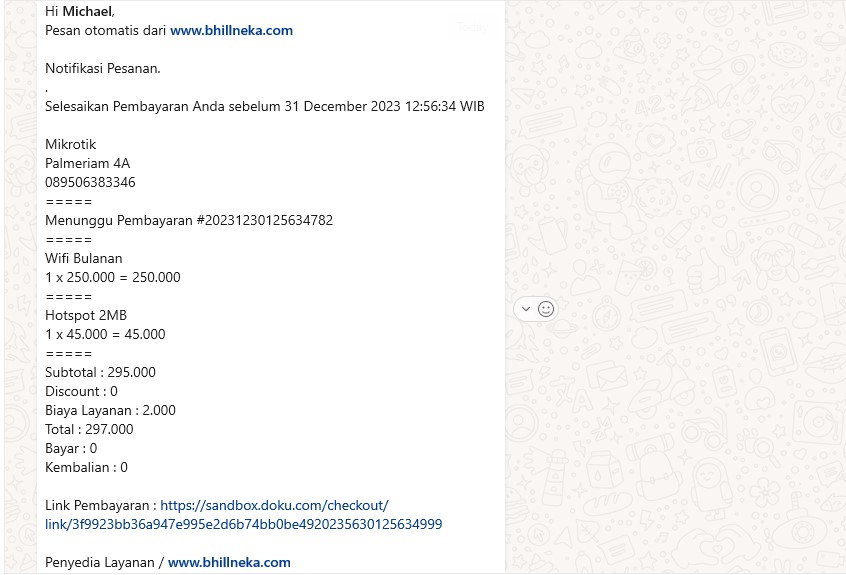 Hi Michael,
Pesan otomatis dari www.bhillneka.com
Notifikasi Pesanan.
.
Selesaikan Pembayaran Anda sebelum 31 December 2023 12:56:34 WIB
Mikrotik
Palmeriam 4A
089506383346
=====
Menunggu Pembayaran #20231230125634782
=====
Wifi Bulanan
1 x 250.000 = 250.000
=====
Hotspot 2MB
1 x 45.000 = 45.000
=====
Subtotal : 295.000
Discount : 0
Biaya Layanan : 2.000
Total : 297.000
Bayar : 0
Kembalian : 0
Link Pembayaran : https://sandbox.doku.com/checkout/
link/3f9923bb36a947e995e2d6b74bb0be4920235630125634999
Penyedia Layanan / www.bhillneka.com